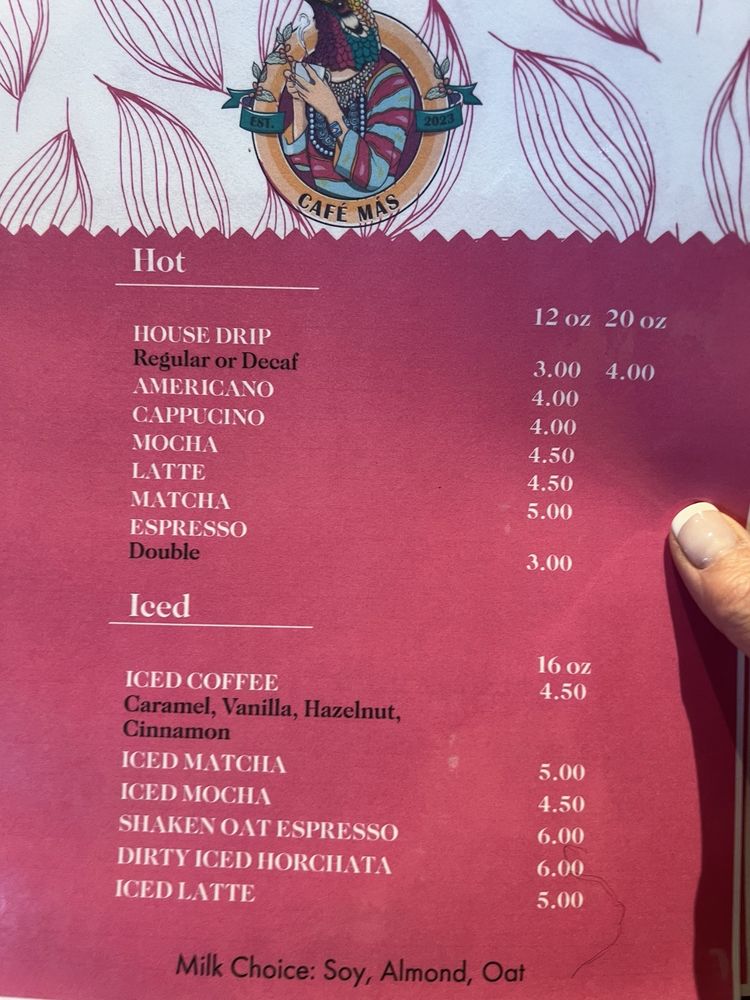 EST. 2023
CAFÉ MÁS
Hot
12 oz 20 oz
HOUSE DRIP
Regular or Decaf 3.00 4.00
AMERICANO 4.00
CAPPUCINO 4.00
MOCHA 4.50
LATTE 4.50
MATCHA 5.00
ESPRESSO
Double 3.00
Iced
16 oz
ICED COFFEE 4.50
Caramel, Vanilla, Hazelnut,
Cinnamon
ICED MATCHA 5.00
ICED MOCHA 4.50
SHAKEN OAT ESPRESSO 6.00
DIRTY ICED HORCHATA 6.00
ICED LATTE 5.00
Milk Choice: Soy, Almond, Oat